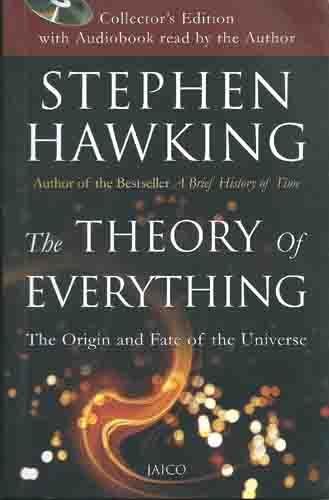 Collector's Edition
with Audiobook read by the Author
STEPHEN
HAWKING
Author of the Bestseller A Brief History of Time
The THEORY Of
EVERYTHING
The Origin and Fate of the Universe
JAICO